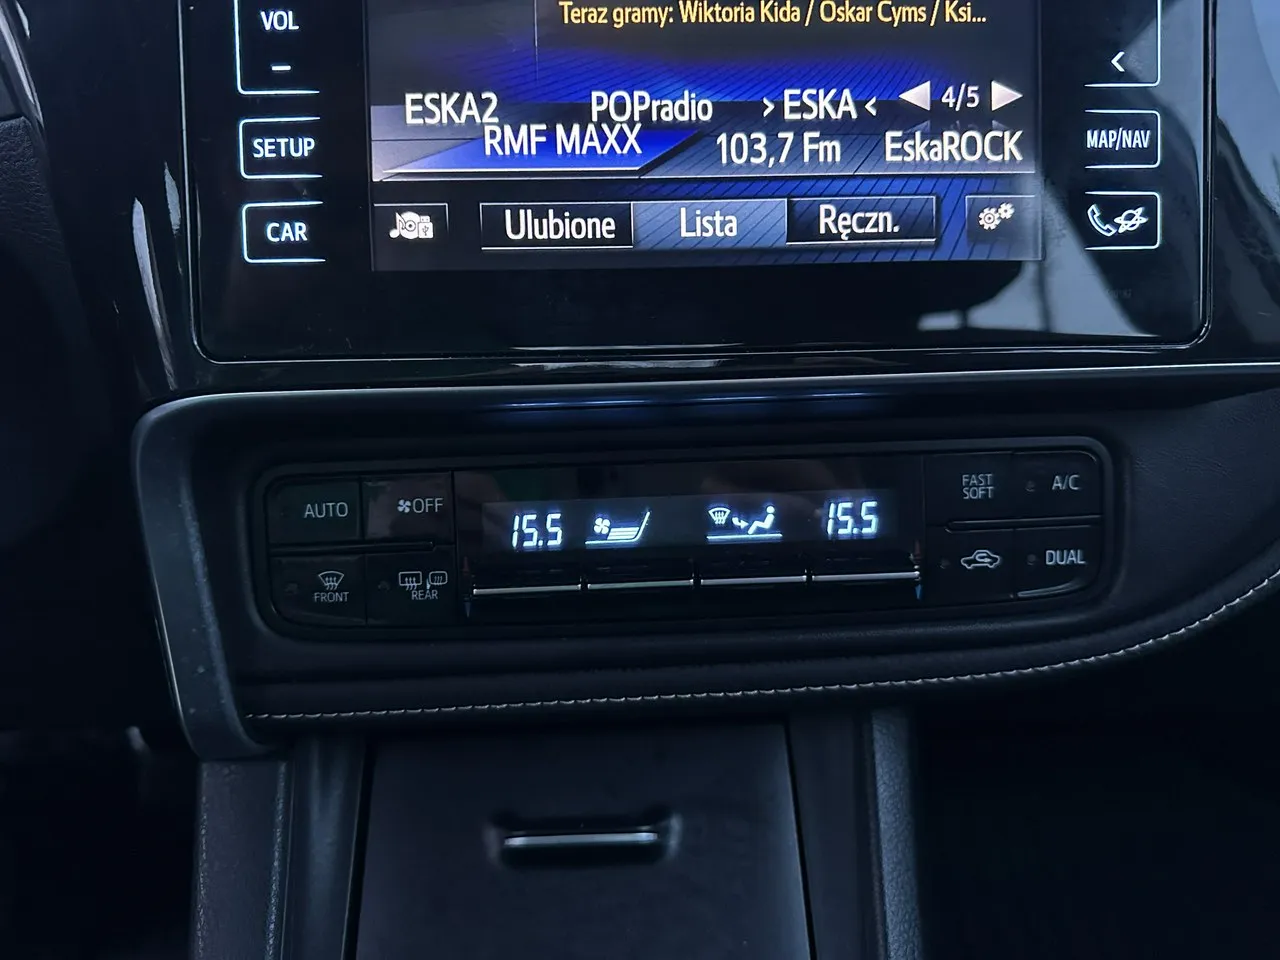 VOL
Teraz gramy: Wiktoria Kida / Oskar Cyms / Ksi...
ESKA2 POPradio > ESKA < 4/5
SETUP RMF MAXX 103,7 Fm EskaROCK MAP/NAV
CAR Ulubione Lista Ręczn.
AUTO OFF 15.5 15.5 FAST SOFT A/C
FRONT REAR DUAL